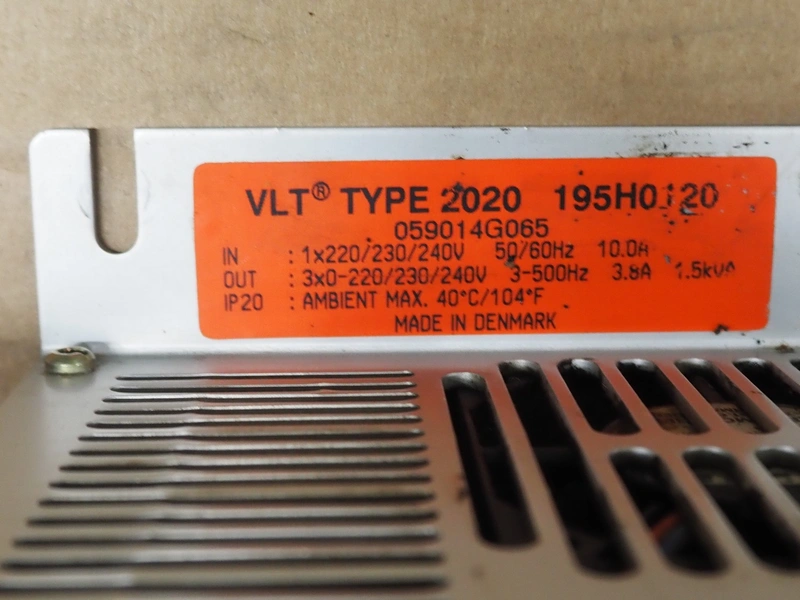 VLT® TYPE 2020 195H0120
059014G065
IN : 1x220/230/240V 50/60Hz 10.0A
OUT : 3x0-220/230/240V 3-500Hz 3.8A 1.5kVA
IP20 : AMBIENT MAX. 40°C/104°F
MADE IN DENMARK